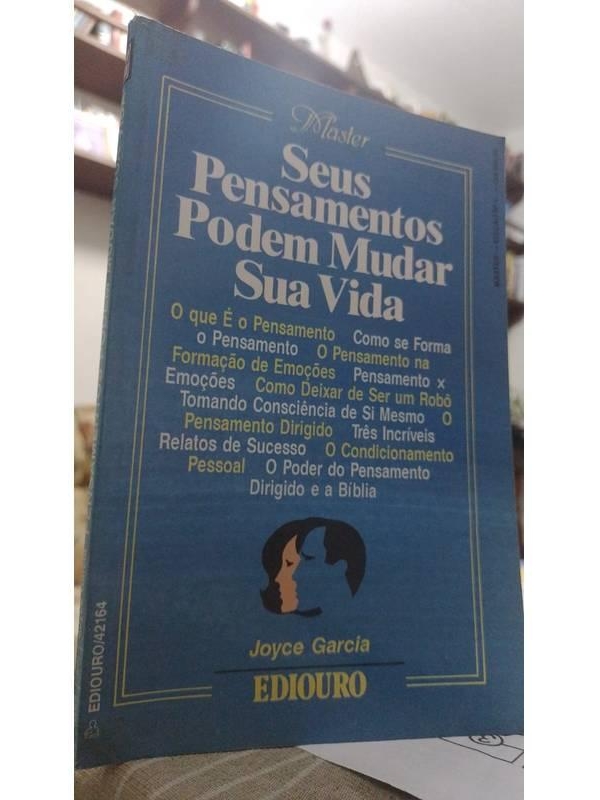 Master
Seus
Pensamentos
Podem Mudar
Sua Vida
O que É o Pensamento Como se Forma
o Pensamento O Pensamento na
Formação de Emoções Pensamento x
Emoções Como Deixar de Ser um Robô
Tomando Consciência de Si Mesmo O
Pensamento Dirigido Três Incríveis
Relatos de Sucesso O Condicionamento
Pessoal O Poder do Pensamento
Dirigido e a Bíblia
Joyce Garcia
EDIOURO
EDIOURO/42164